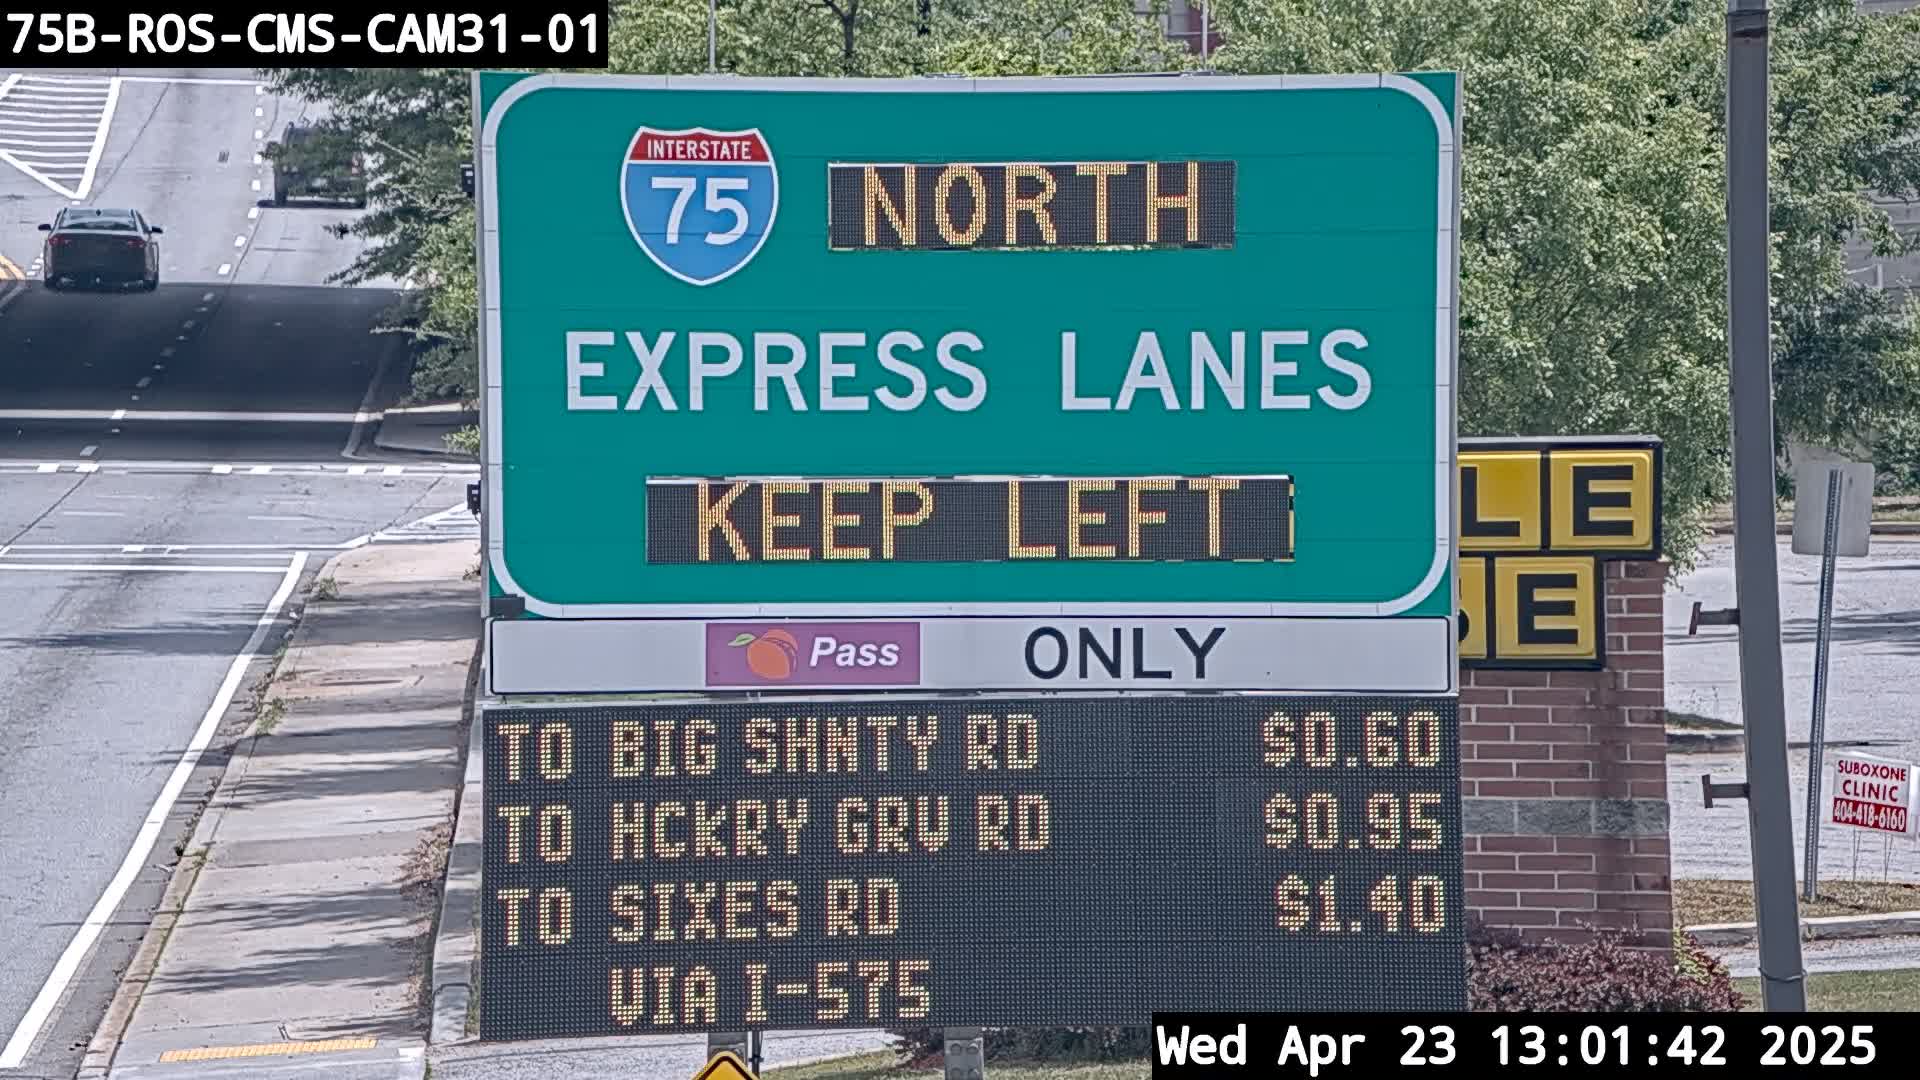 75B-ROS-CMS-CAM31-01
INTERSTATE
75
NORTH
EXPRESS LANES
KEEP LEFT
Pass ONLY
TO BIG SHNTY RD $0.60
TO HCKRY GRV RD $0.95
TO SIXES RD $1.40
VIA I-575
LE
E
SUBOXONE
CLINIC
404-418-6160
Wed Apr 23 13:01:42 2025